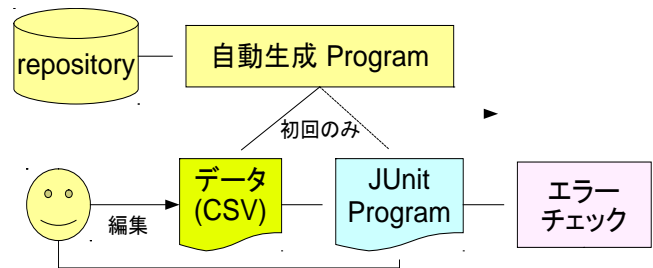 repository
自動生成 Program
初回のみ
データ
(CSV)
JUnit
Program
エラー
チェック
編集